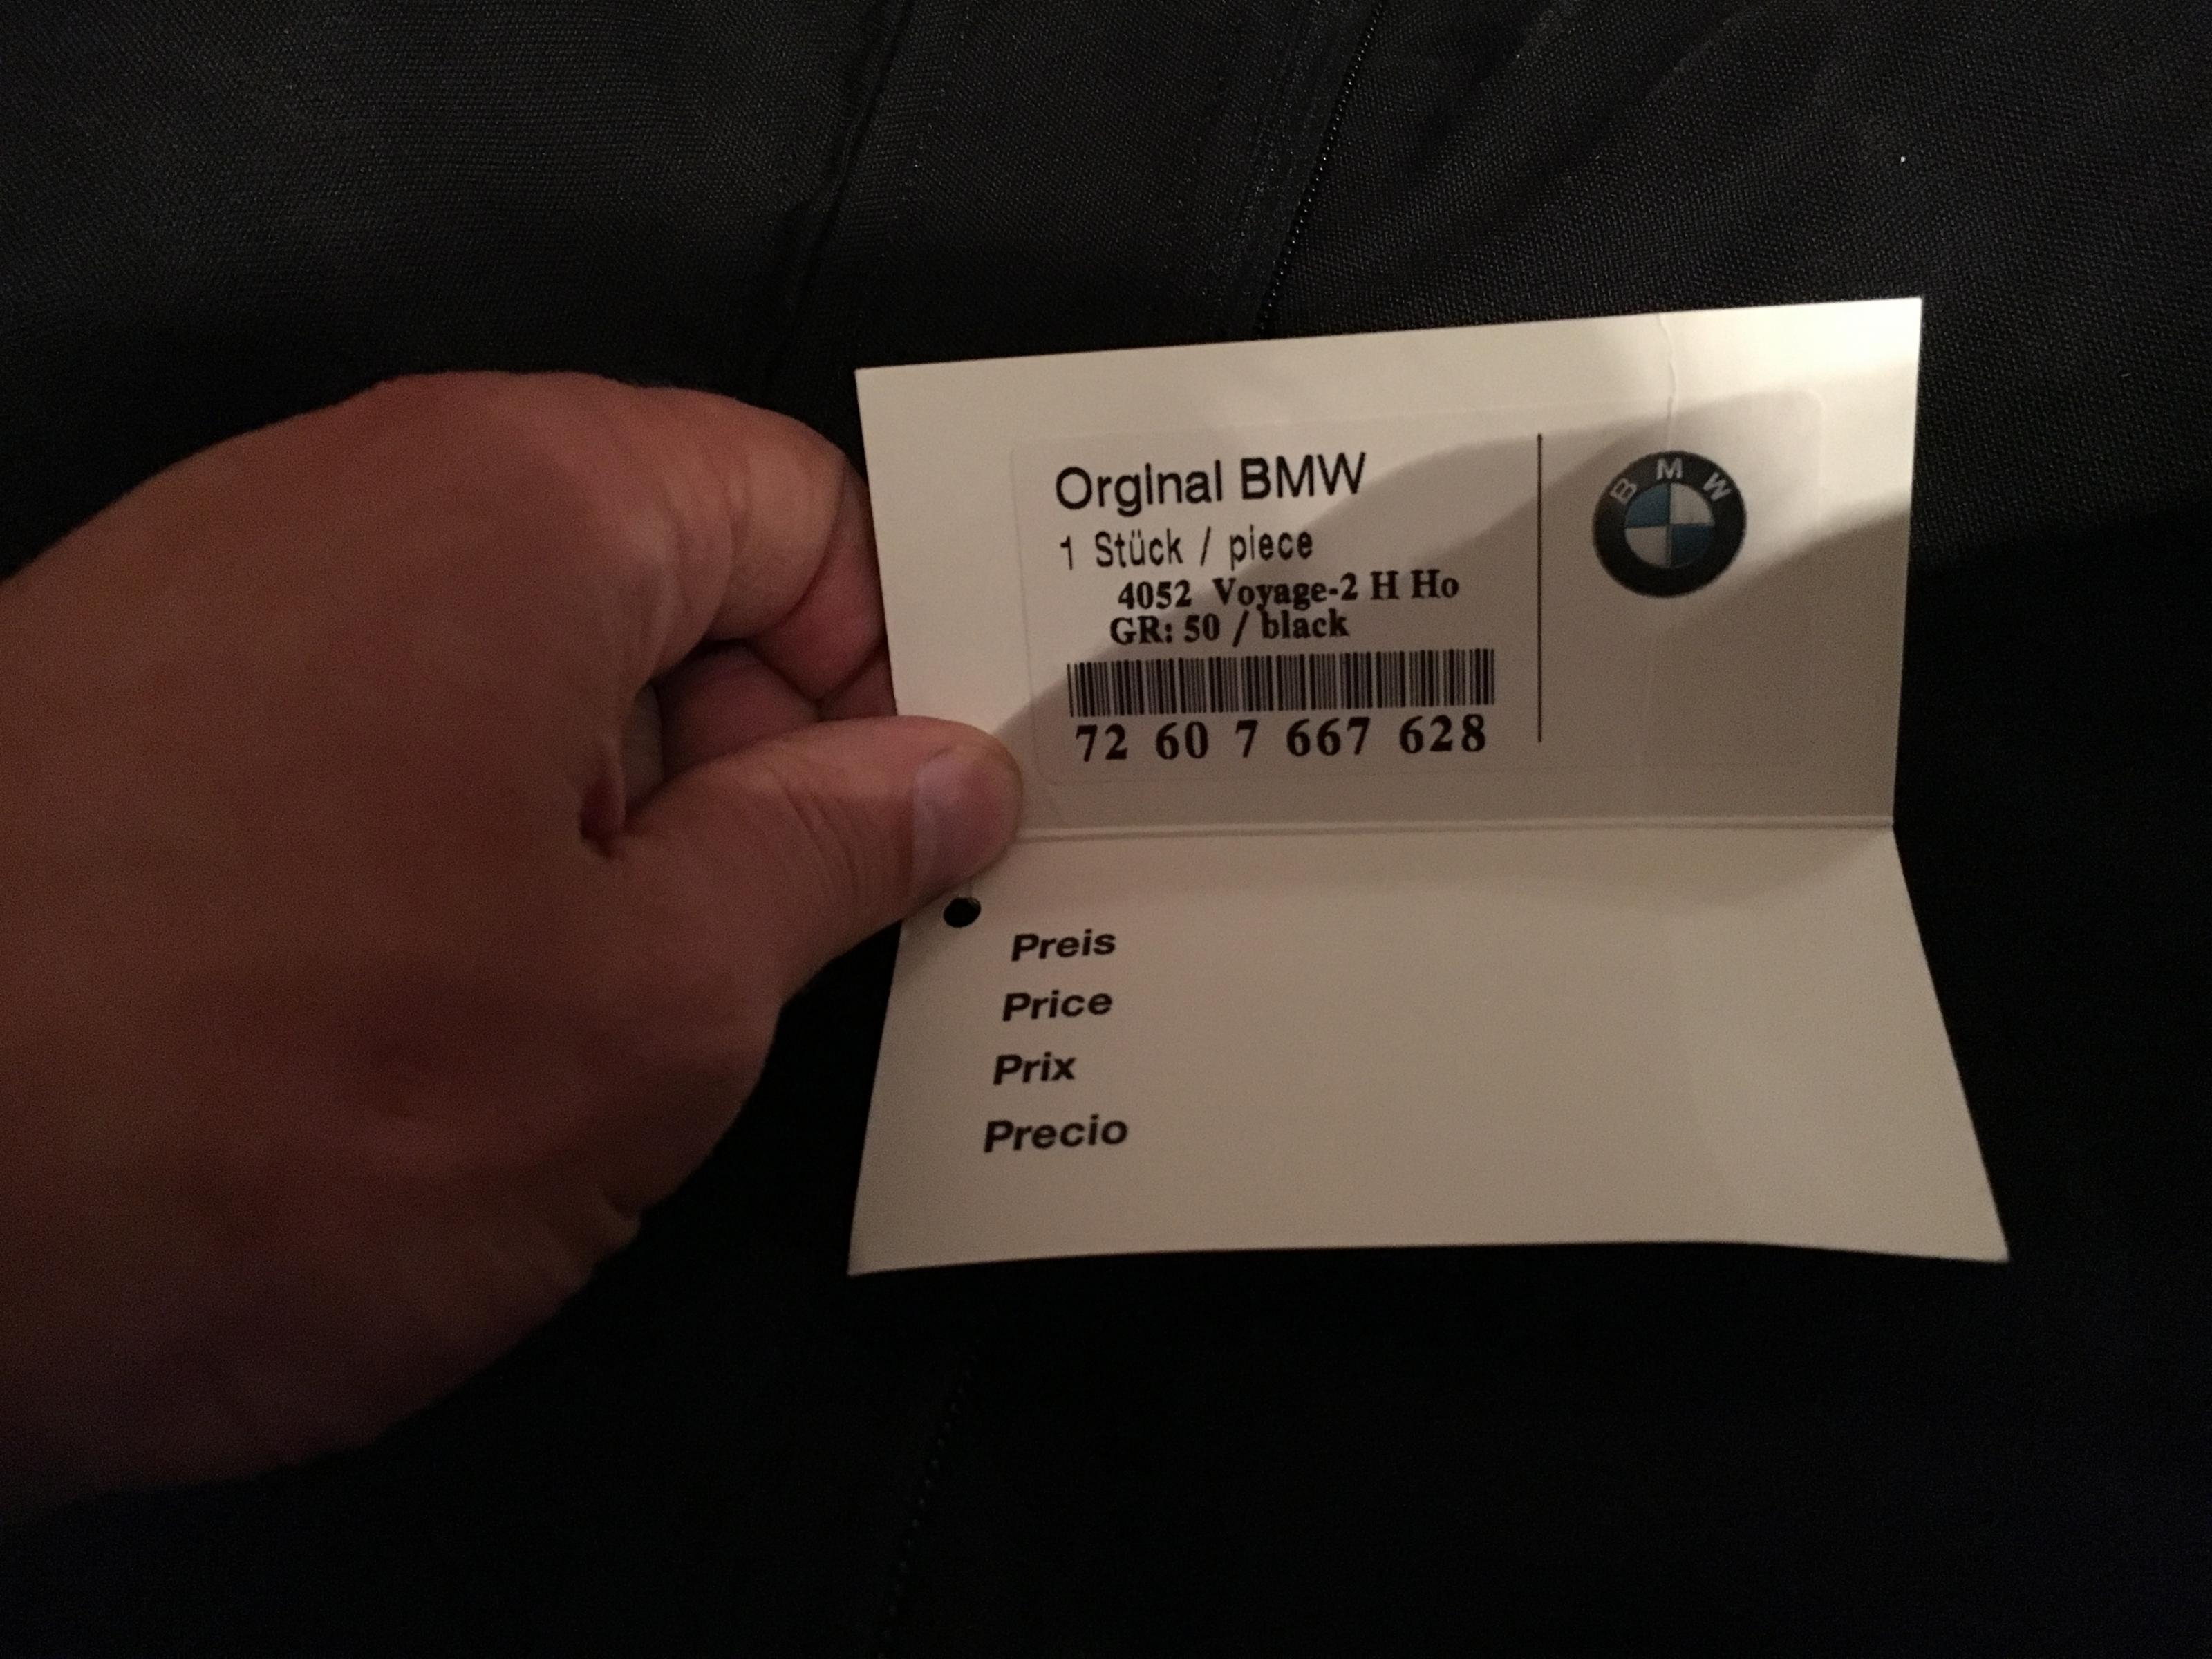 Orginal BMW
1 Stück / piece
4052 Voyage-2 H Ho
GR: 50 / black
72 60 7 667 628
BMW
Preis
Price
Prix
Precio